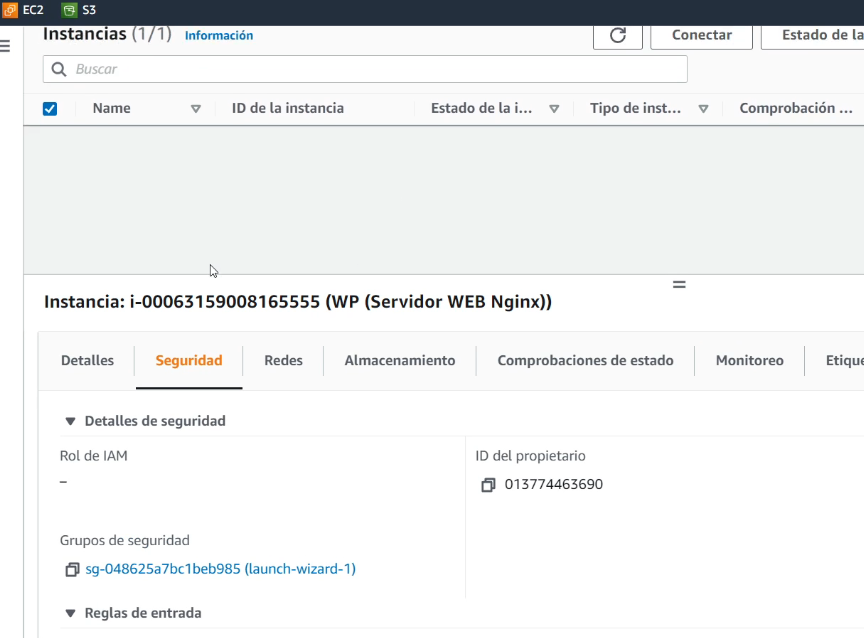 EC2 S3
Instancias (1/1) Información Conectar Estado de la
Buscar
Name ID de la instancia Estado de la i... Tipo de inst... Comprobación ...
Instancia: i-00063159008165555 (WP (Servidor WEB Nginx))
Detalles Seguridad Redes Almacenamiento Comprobaciones de estado Monitoreo Etique
Detalles de seguridad
Rol de IAM ID del propietario
– 013774463690
Grupos de seguridad
sg-048625a7bc1beb985 (launch-wizard-1)
Reglas de entrada